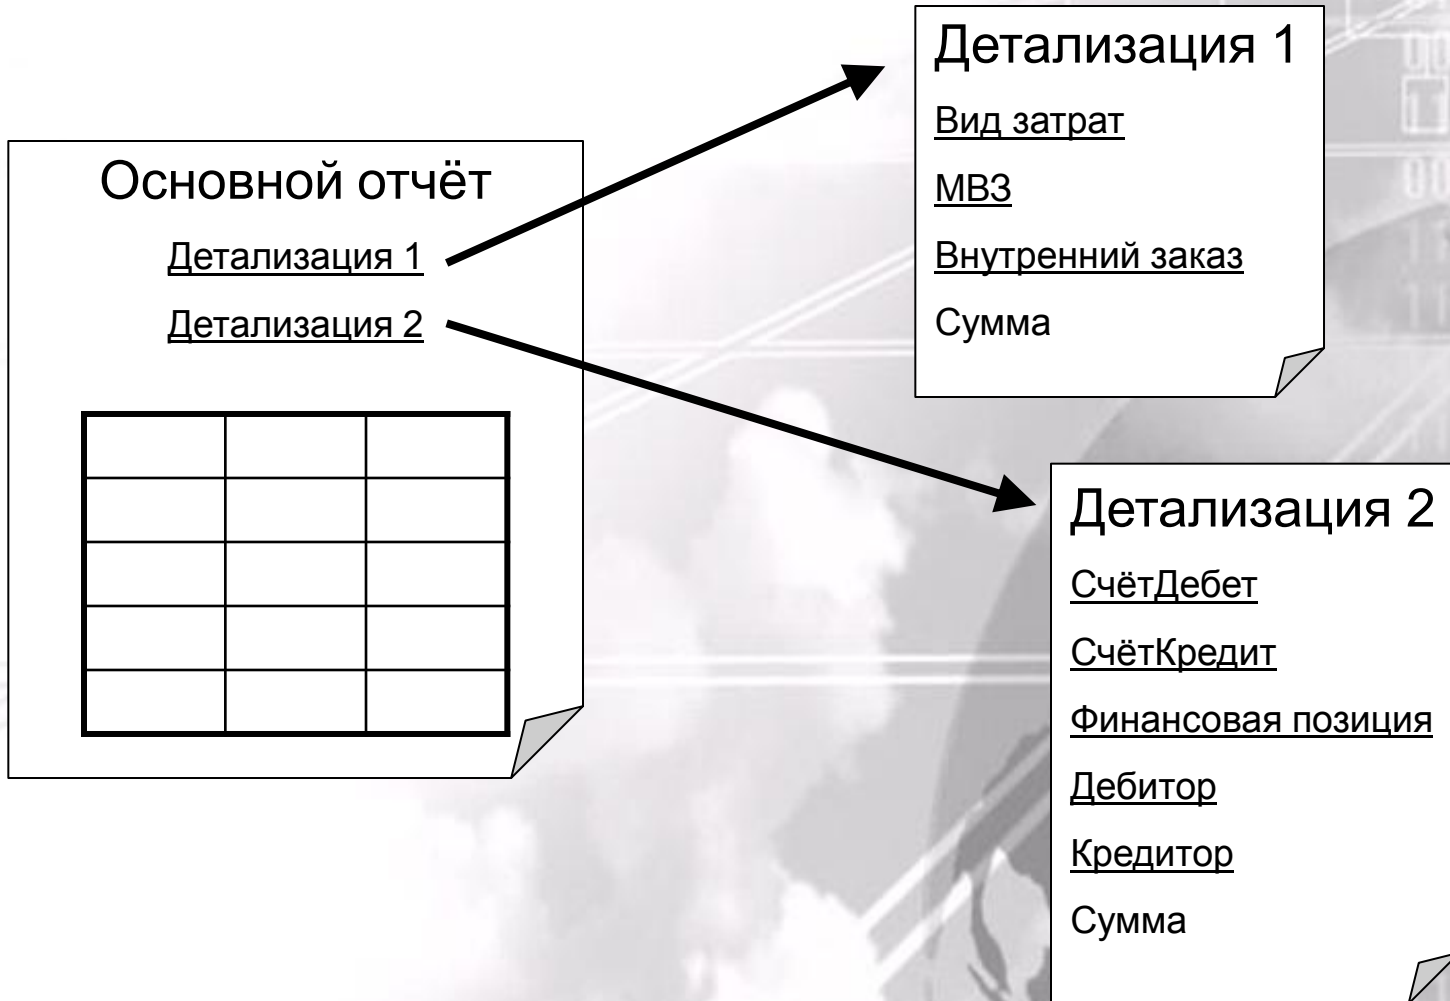 Основной отчёт
Детализация 1
Детализация 2
Детализация 1
Вид затрат
МВЗ
Внутренний заказ
Сумма
Детализация 2
СчётДебет
СчётКредит
Финансовая позиция
Дебитор
Кредитор
Сумма